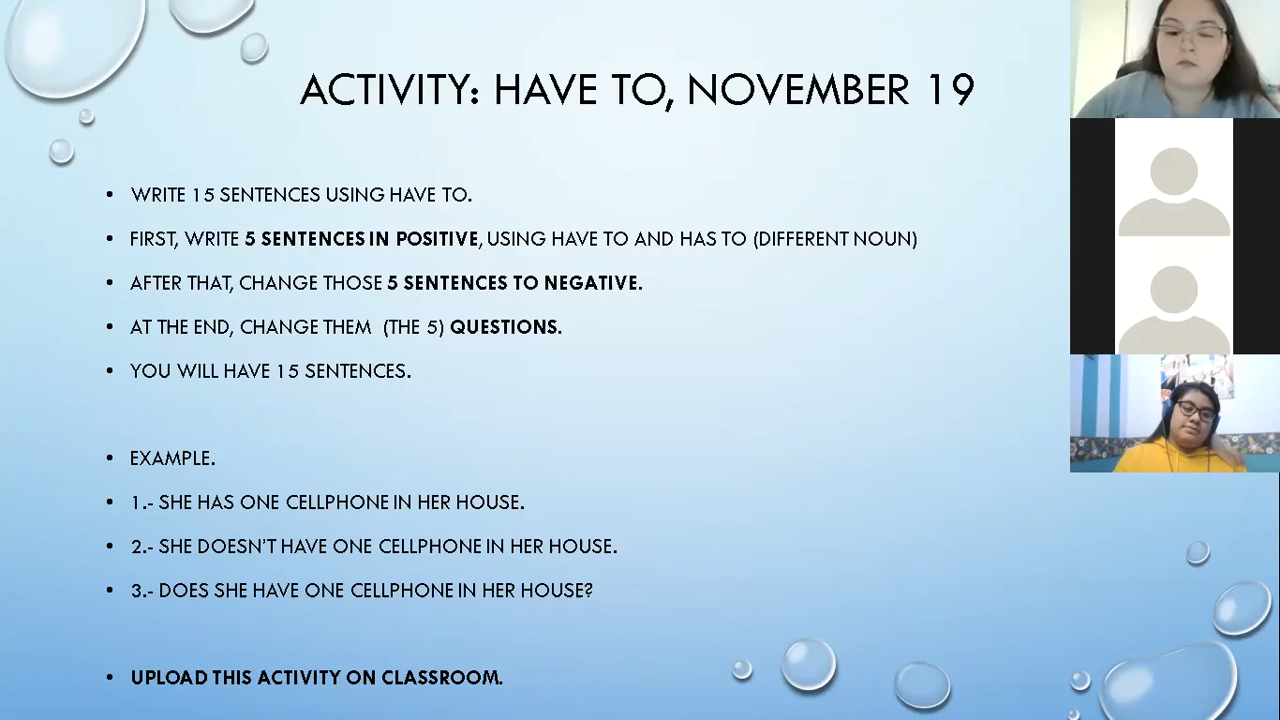 ACTIVITY: HAVE TO, NOVEMBER 19
• WRITE 15 SENTENCES USING HAVE TO.
• FIRST, WRITE 5 SENTENCES IN POSITIVE, USING HAVE TO AND HAS TO (DIFFERENT NOUN)
• AFTER THAT, CHANGE THOSE 5 SENTENCES TO NEGATIVE.
• AT THE END, CHANGE THEM (THE 5) QUESTIONS.
• YOU WILL HAVE 15 SENTENCES.
• EXAMPLE.
• 1.- SHE HAS ONE CELLPHONE IN HER HOUSE.
• 2.- SHE DOESN'T HAVE ONE CELLPHONE IN HER HOUSE.
• 3.- DOES SHE HAVE ONE CELLPHONE IN HER HOUSE?
• UPLOAD THIS ACTIVITY ON CLASSROOM.